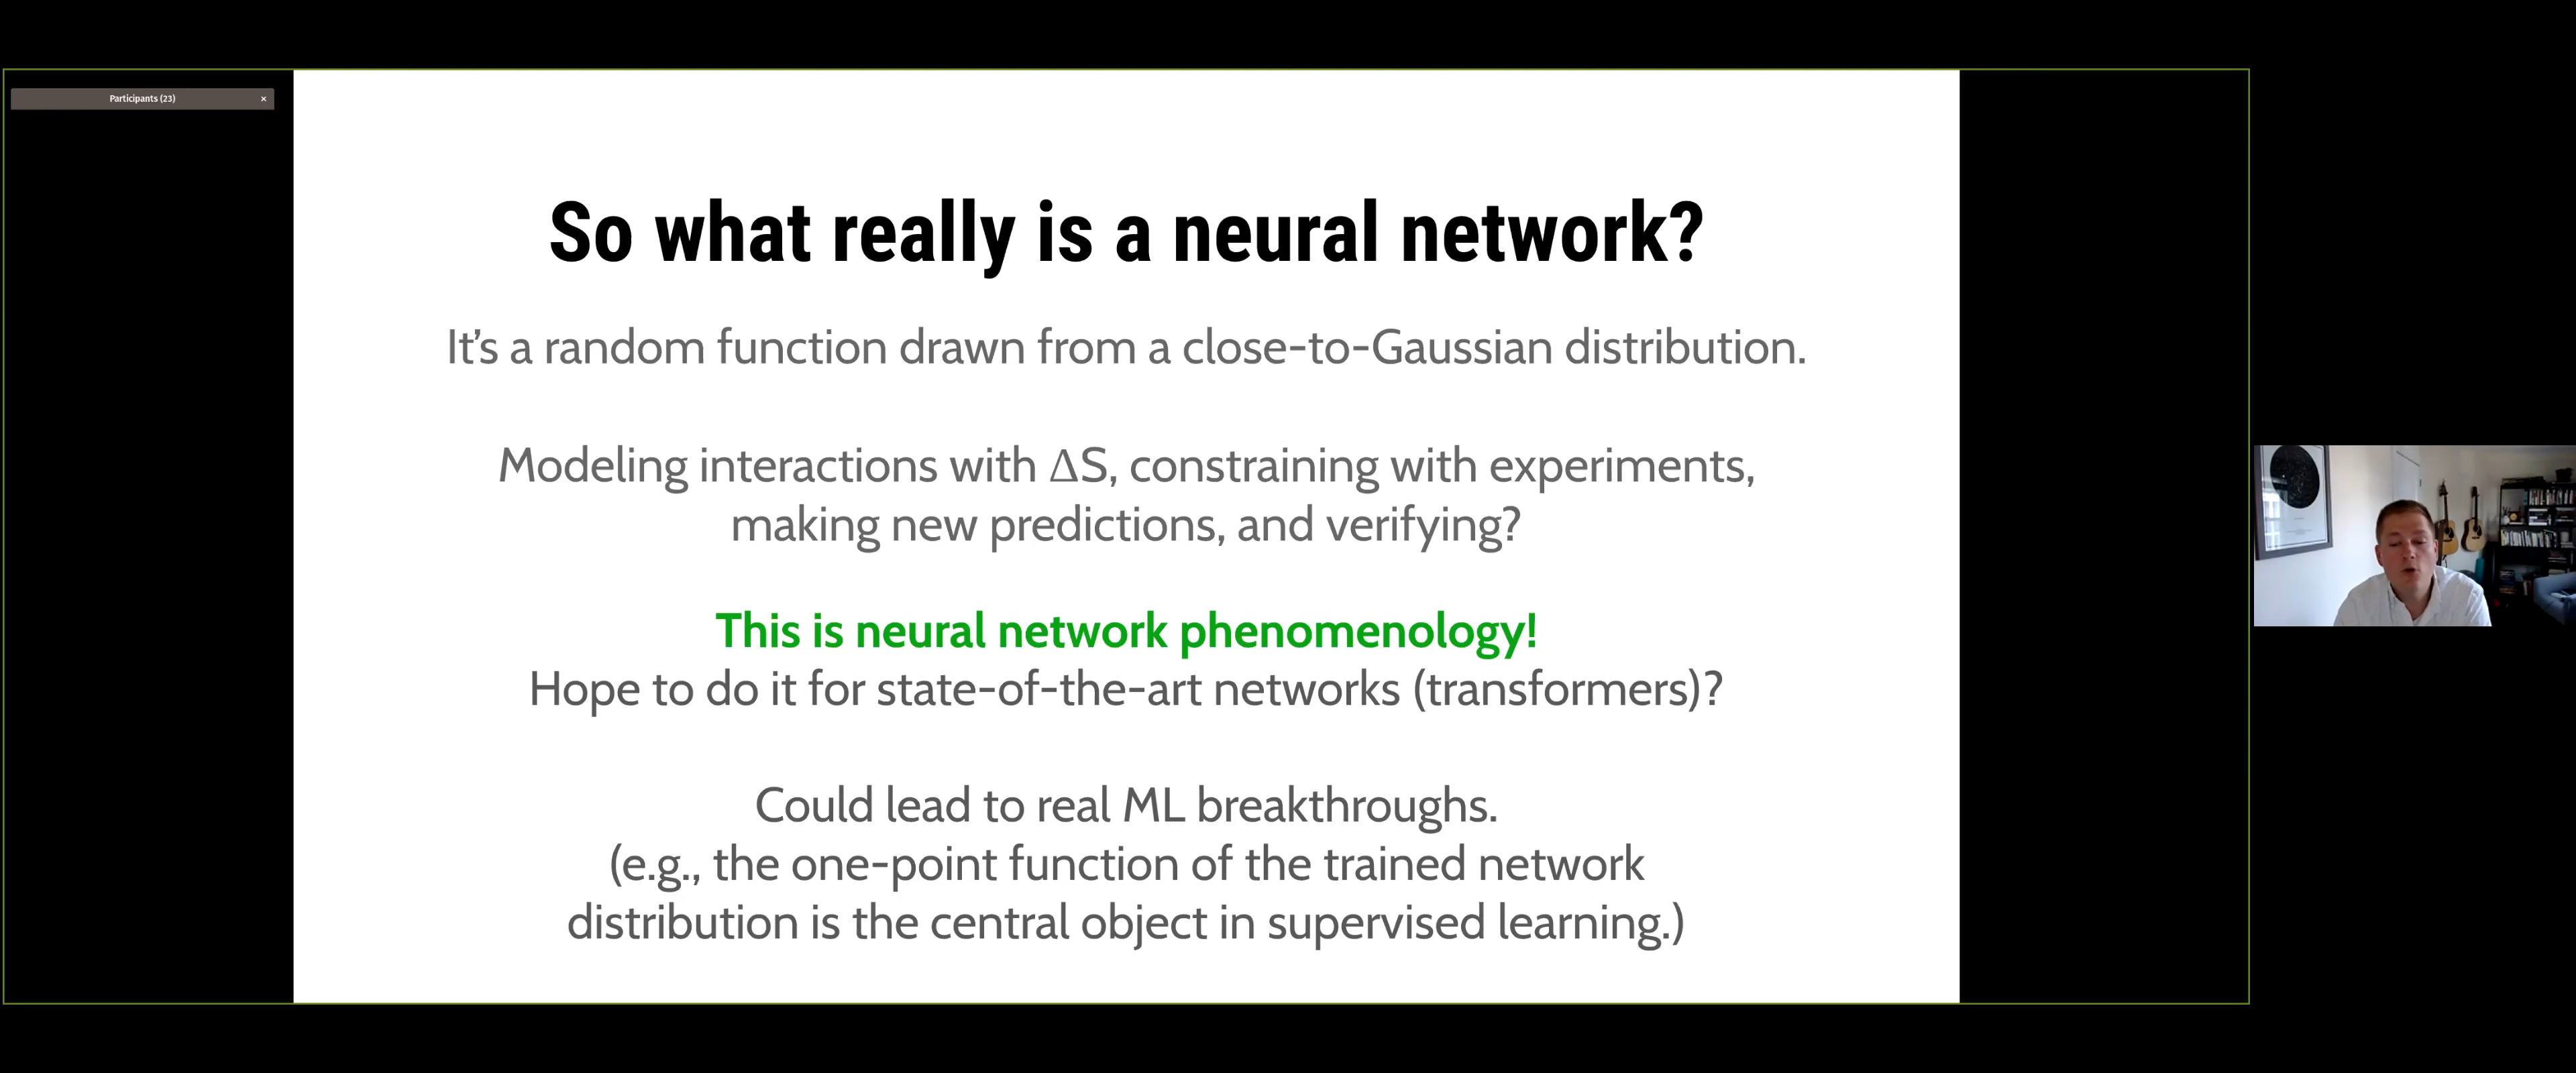 Participants (23)
So what really is a neural network?
It's a random function drawn from a close-to-Gaussian distribution.
Modeling interactions with ΔS, constraining with experiments,
making new predictions, and verifying?
This is neural network phenomenology!
Hope to do it for state-of-the-art networks (transformers)?
Could lead to real ML breakthroughs.
(e.g., the one-point function of the trained network
distribution is the central object in supervised learning.)